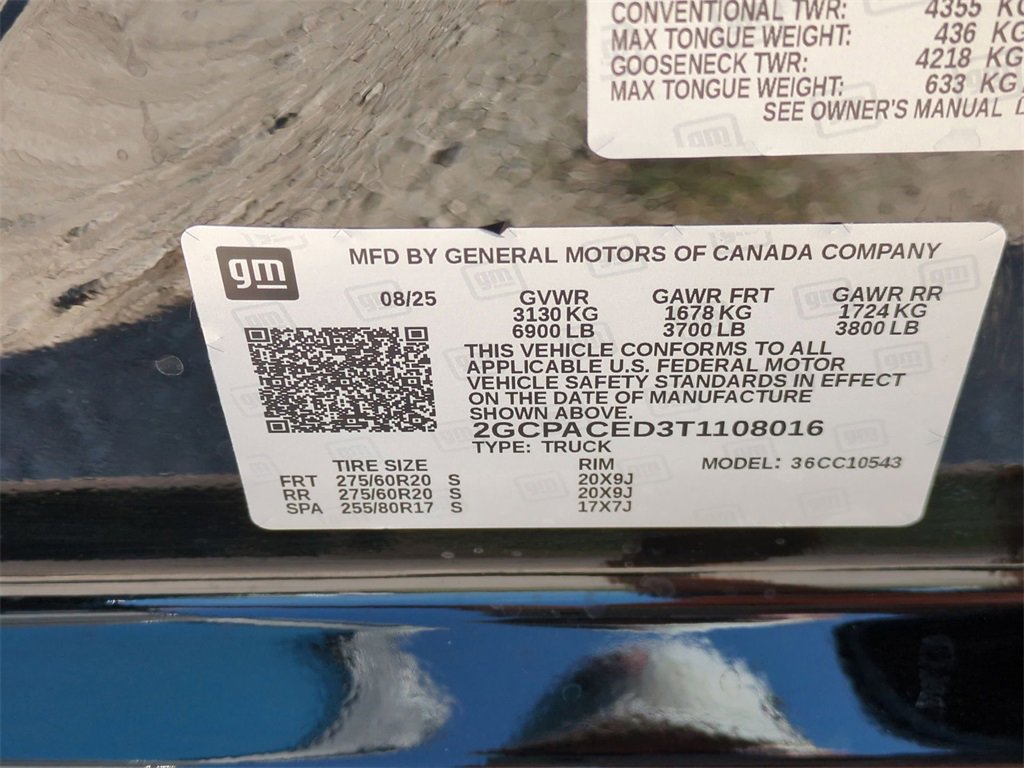 CONVENTIONAL TWR: 4355 KG
MAX TONGUE WEIGHT: 436 KG
GOOSENECK TWR: 4218 KG
MAX TONGUE WEIGHT: 633 KG
SEE OWNER'S MANUAL
gm
MFD BY GENERAL MOTORS OF CANADA COMPANY
08/25 GVWR GAWR FRT GAWR RR
3130 KG 1678 KG 1724 KG
6900 LB 3700 LB 3800 LB
THIS VEHICLE CONFORMS TO ALL
APPLICABLE U.S. FEDERAL MOTOR
VEHICLE SAFETY STANDARDS IN EFFECT
ON THE DATE OF MANUFACTURE
SHOWN ABOVE.
2GCPACED3T1108016
TYPE: TRUCK
TIRE SIZE RIM MODEL: 36CC10543
FRT 275/60R20 S 20X9J
RR 275/60R20 S 20X9J
SPA 255/80R17 S 17X7J